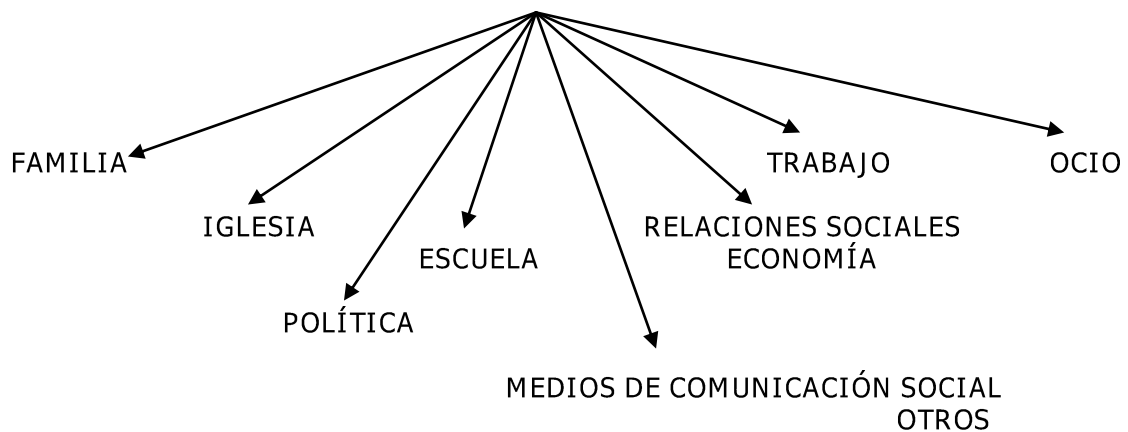 FAMILIA
TRABAJO
OCIO
IGLESIA
RELACIONES SOCIALES
ESCUELA
ECONOMÍA
POLÍTICA
MEDIOS DE COMUNICACIÓN SOCIAL
OTROS